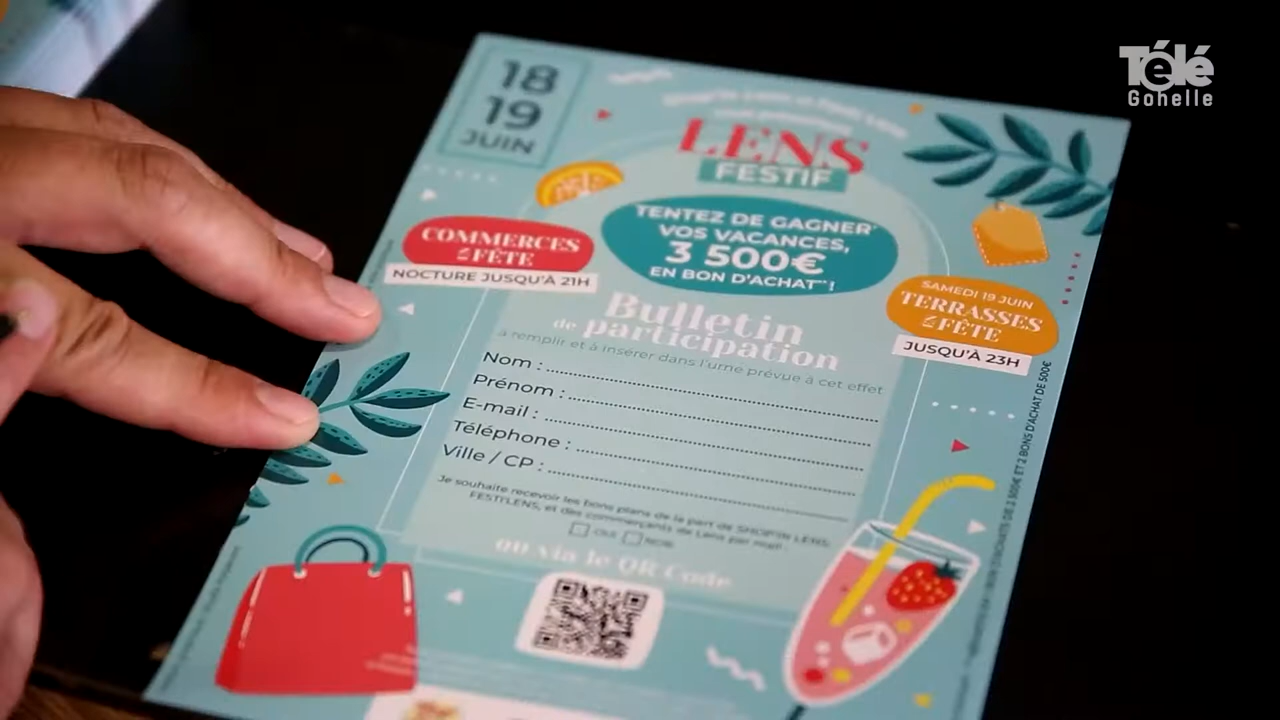 Télé
Gohelle
18
19
JUIN
LENS
FESTIF
TENTEZ DE GAGNER*
VOS VACANCES,
3 500€
EN BON D'ACHAT**!
COMMERCES
EN FÊTE
NOCTURE JUSQU'À 21H
SAMEDI 19 JUIN
TERRASSES
EN FÊTE
JUSQU'À 23H
Bulletin
de participation
à remplir et à insérer dans l'urne prévue à cet effet
Nom :
Prénom :
E-mail :
Téléphone :
Ville / CP :
Je souhaite recevoir les bons plans de la part de SHOP'IN LENS,
FESTI'LENS, et des commerçants de Lens par mail :
OUI NON
ou via le QR Code